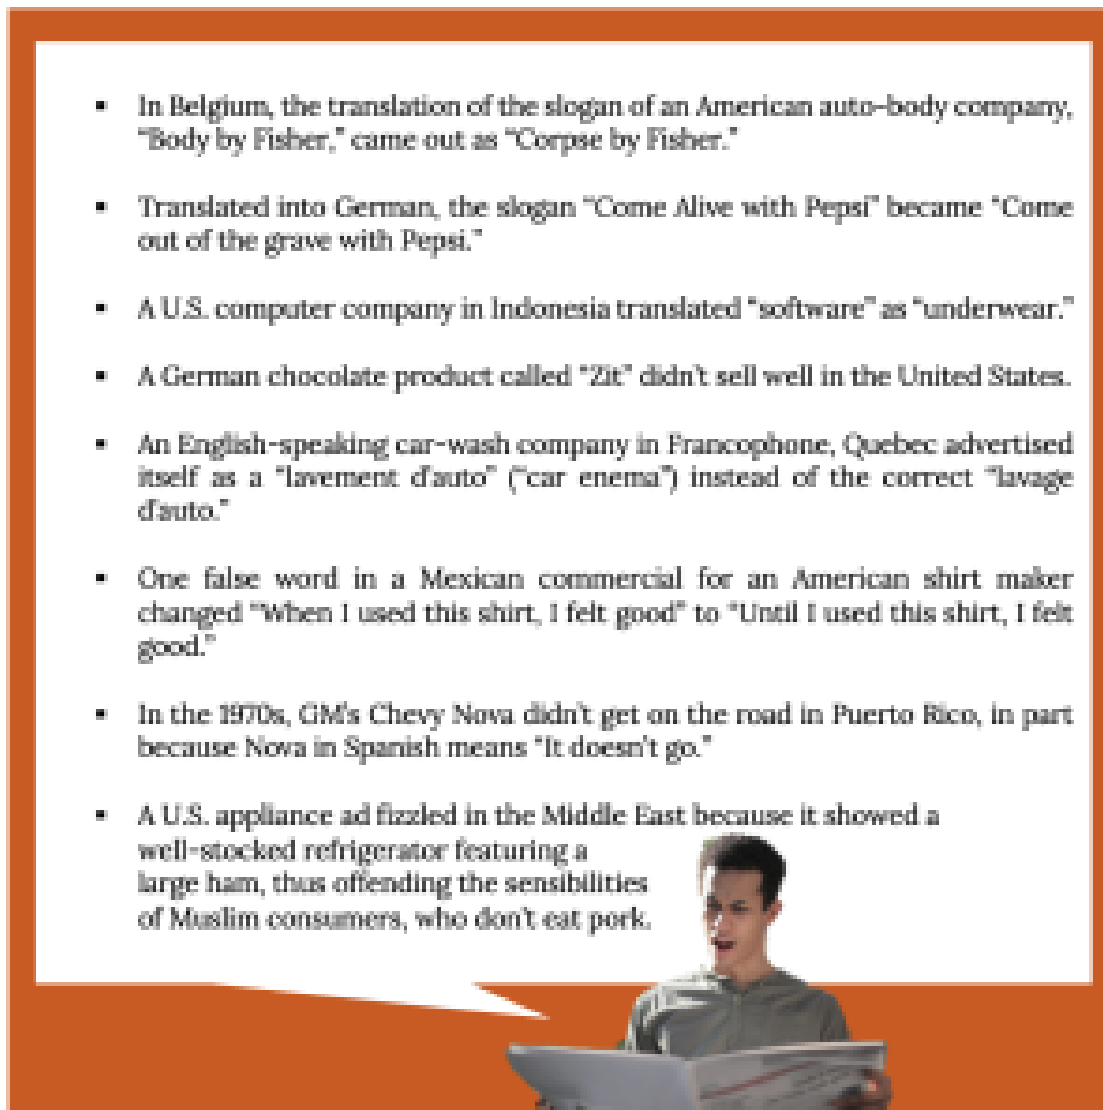 ▪ In Belgium, the translation of the slogan of an American auto-body company,
“Body by Fisher,” came out as “Corpse by Fisher.”
▪ Translated into German, the slogan “Come Alive with Pepsi” became “Come
out of the grave with Pepsi.”
▪ A U.S. computer company in Indonesia translated “software” as “underwear.”
▪ A German chocolate product called “Zit” didn't sell well in the United States.
▪ An English-speaking car-wash company in Francophone, Quebec advertised
itself as a “lavement d'auto” (“car enema”) instead of the correct “lavage
d'auto.”
▪ One false word in a Mexican commercial for an American shirt maker
changed “When I used this shirt, I felt good” to “Until I used this shirt, I felt
good.”
▪ In the 1970s, GM's Chevy Nova didn't get on the road in Puerto Rico, in part
because Nova in Spanish means “It doesn't go.”
▪ A U.S. appliance ad fizzled in the Middle East because it showed a
well-stocked refrigerator featuring a
large ham, thus offending the sensibilities
of Muslim consumers, who don't eat pork.